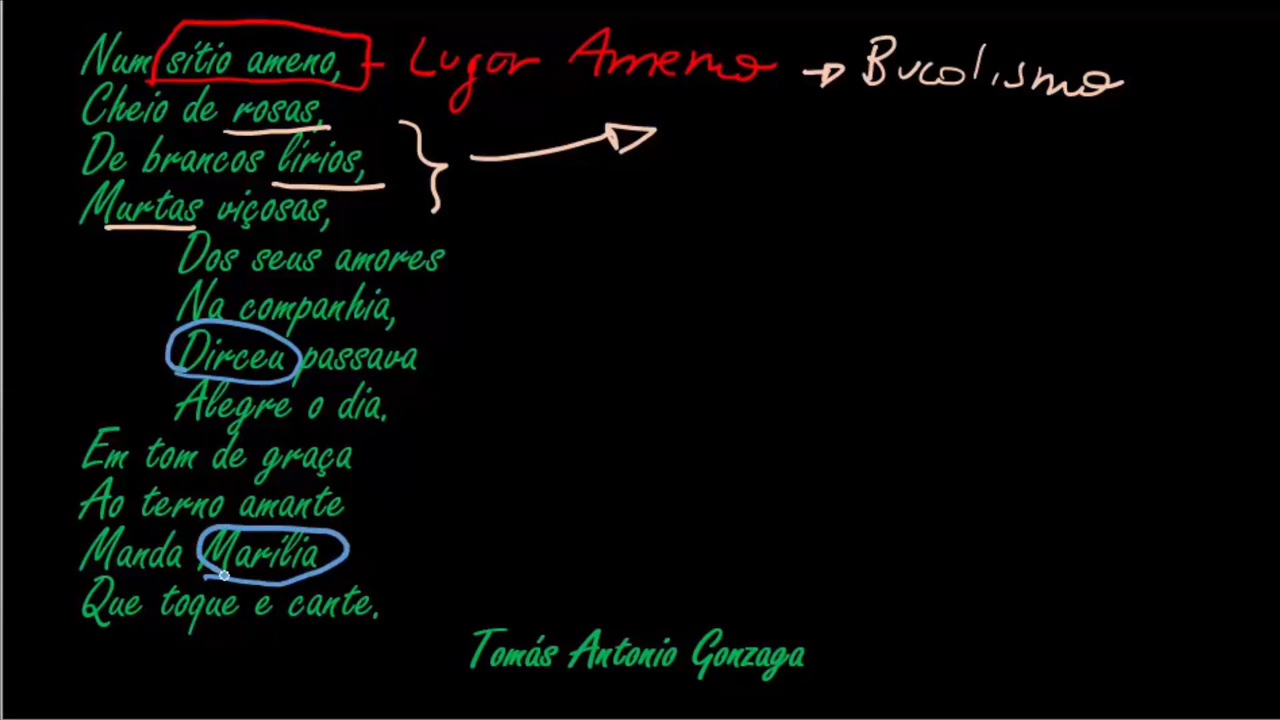 Num sítio ameno, - Lugar Ameno → Bucolismo
Cheio de rosas,
De brancos lírios,
Murtas viçosas,
Dos seus amores
Na companhia,
Dirceu passava
Alegre o dia.
Em tom de graça
Ao terno amante
Manda Marília
Que toque e cante.
Tomás Antonio Gonzaga